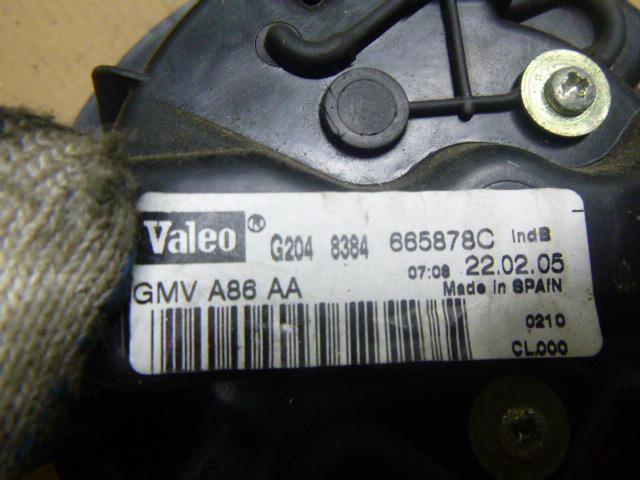 Valeo® G204 8384 665878C IndB
07:08 22.02.05
GMV A86 AA Made in SPAIN
0210
CL000